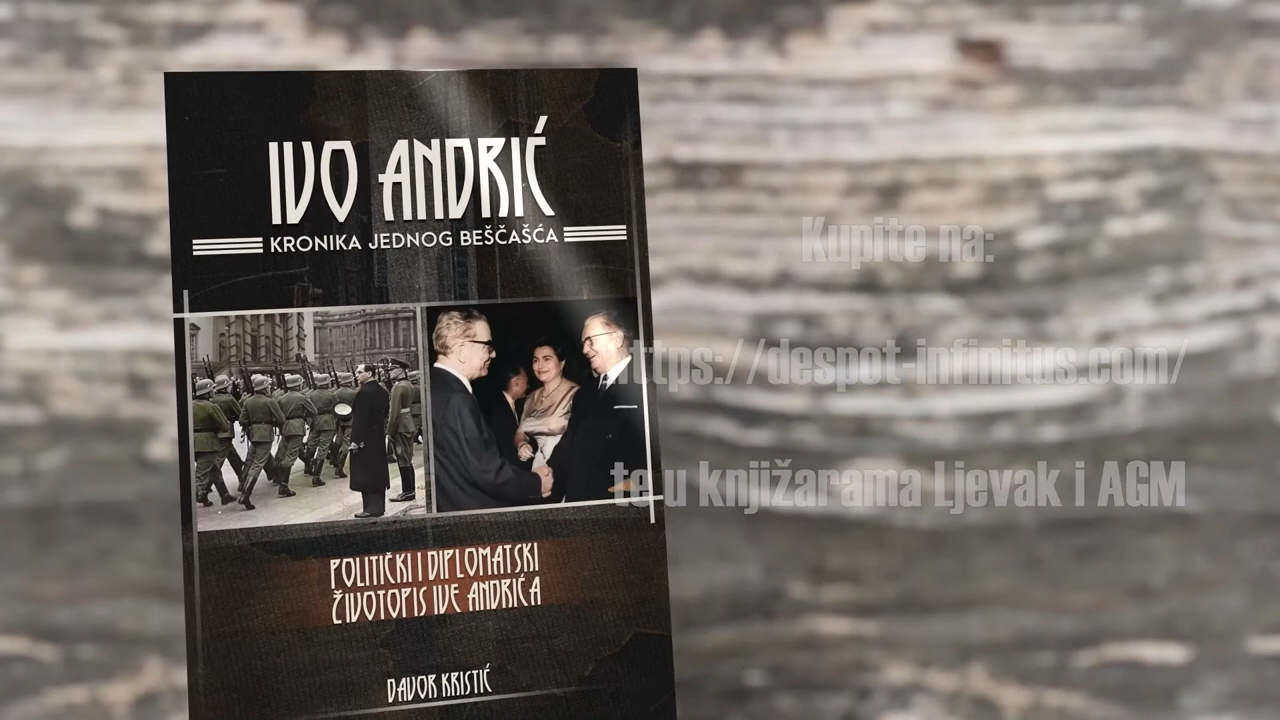 IVO ANDRIĆ
KRONIKA JEDNOG BEŠČAŠĆA
POLITIČKI I DIPLOMATSKI
ŽIVOTOPIS IVE ANDRIĆA
DAVOR KRISTIĆ
Kupite na:
https://despot-infinitus.com/
te u knjižarama Ljevak i AGM